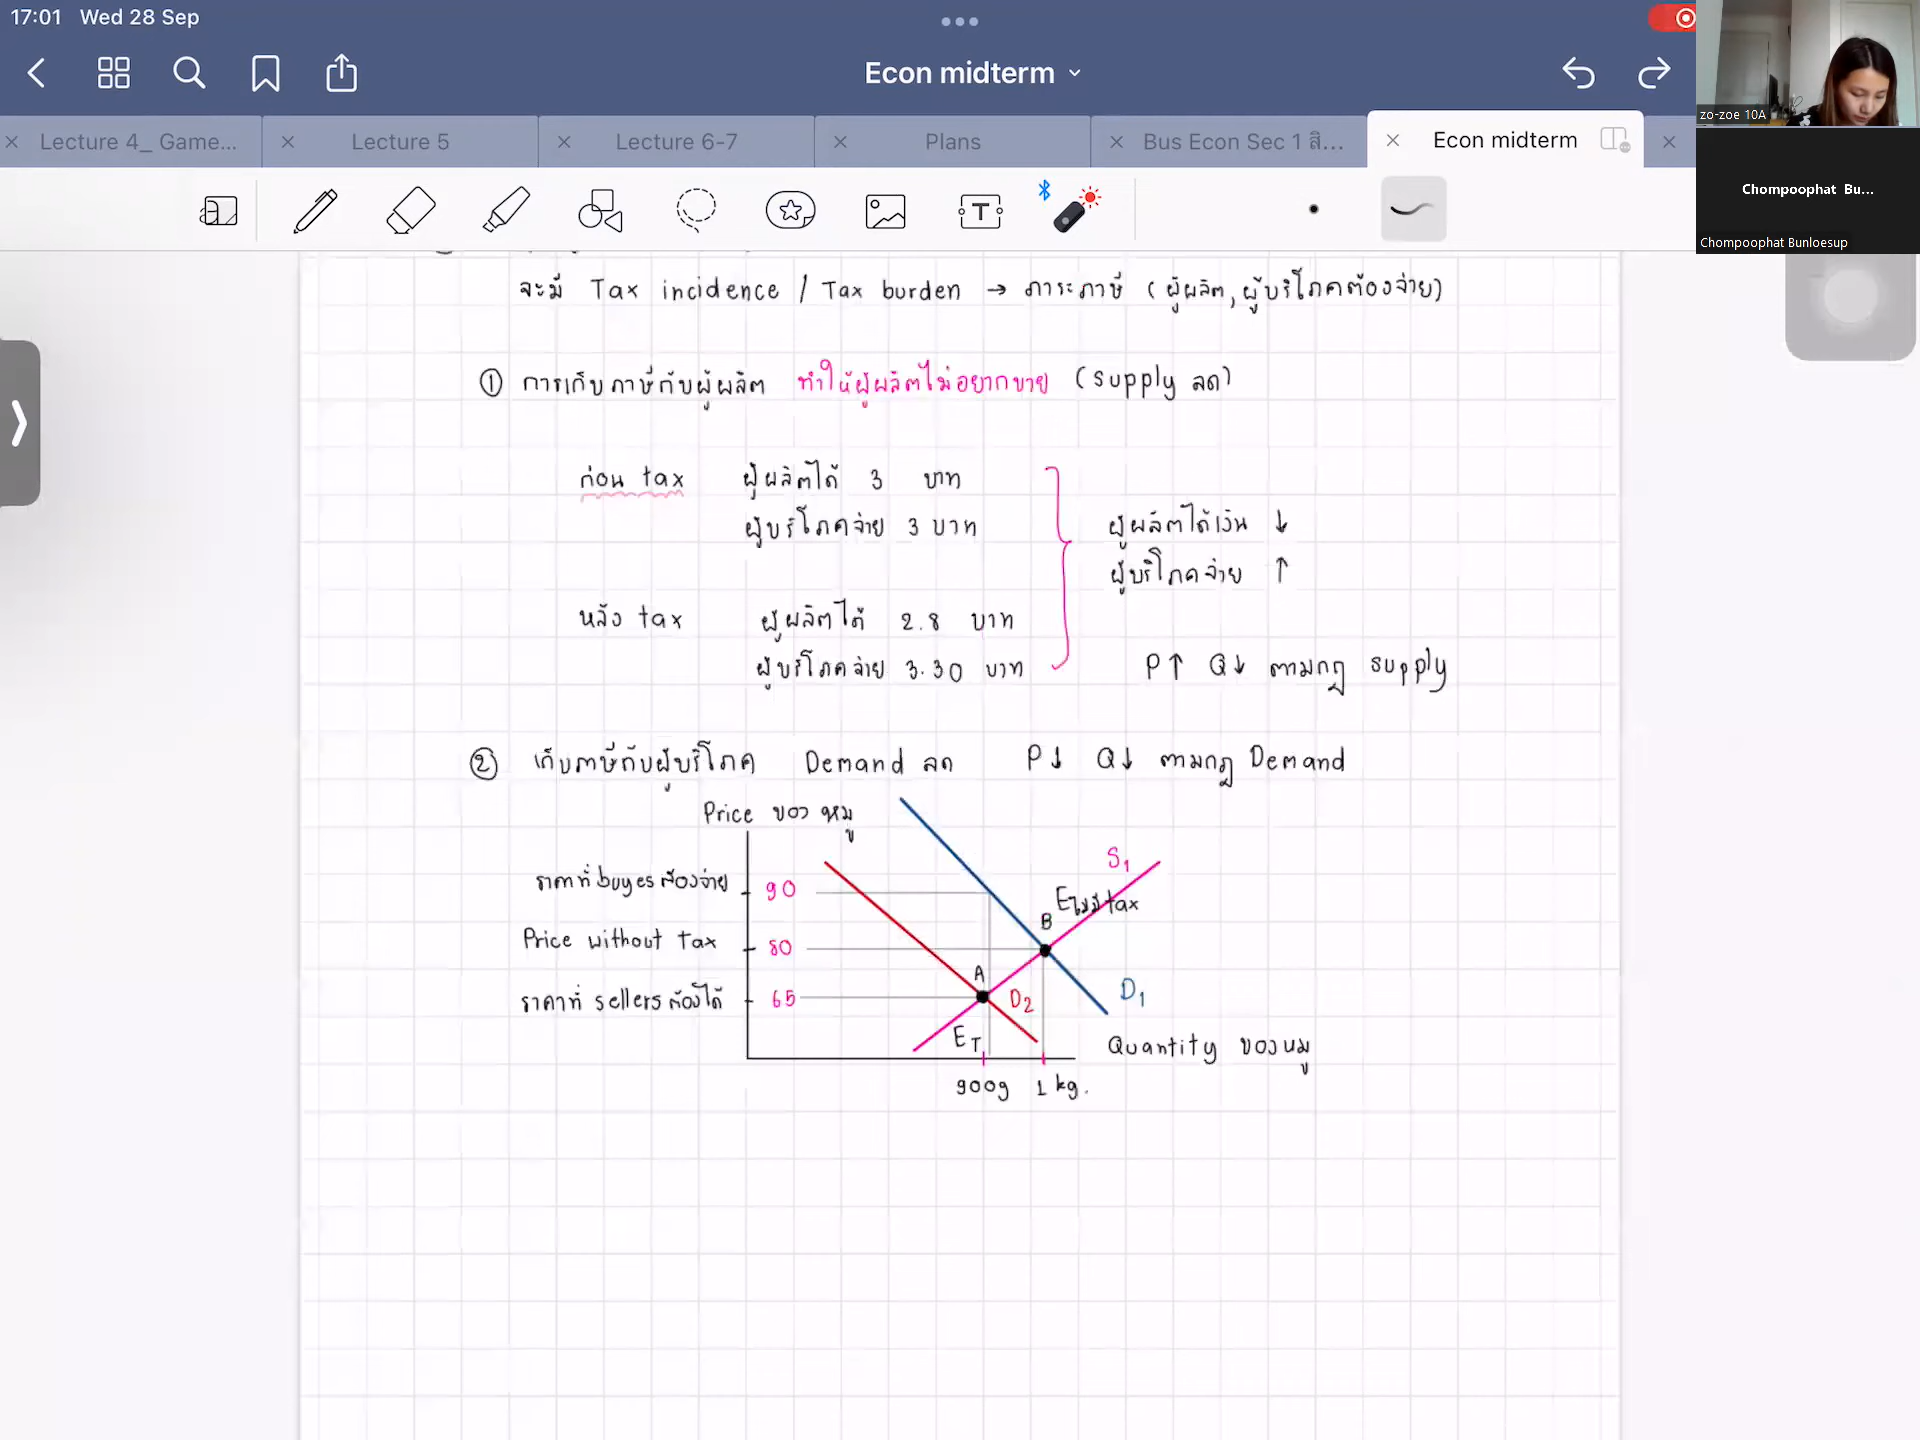 17:01 Wed 28 Sep
Econ midterm
zo-zoe 10A
Lecture 4_ Game...
Lecture 5
Lecture 6-7
Plans
Bus Econ Sec 1 สิ...
Econ midterm
Chompoophat Bu...
Chompoophat Bunloesup
จะมี Tax incidence / Tax burden → ภาระภาษี (ผู้ผลิต, ผู้บริโภคต้องจ่าย)
① การเก็บภาษีกับผู้ผลิต ทำให้ผู้ผลิตไม่อยากขาย (supply ลด)
ก่อน tax ผู้ผลิตได้ 3 บาท
ผู้บริโภคจ่าย 3 บาท
ผู้ผลิตได้เงิน ↓
ผู้บริโภคจ่าย ↑
หลัง tax ผู้ผลิตได้ 2.8 บาท
ผู้บริโภคจ่าย 3.30 บาท
P↑ Q↓ ตามกฎ supply
② เก็บภาษีกับผู้บริโภค Demand ลด P↓ Q↓ ตามกฎ Demand
Price ของ หมู
S1
ราคาที่ buyes ต้องจ่าย 90
E ไม่มี tax
B
Price without tax 80
A
D1
ราคาที่ sellers ต้องได้ 65
D2
ET
Quantity ของหมู
900g 1 kg.